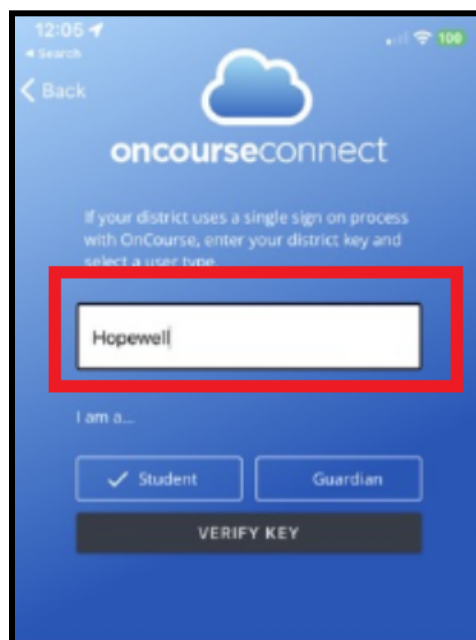 12:05
100
◄ Search
Back
oncourseconnect
If your district uses a single sign on process
with OnCourse, enter your district key and
select a user type.
Hopewell
I am a...
✓ Student
Guardian
VERIFY KEY